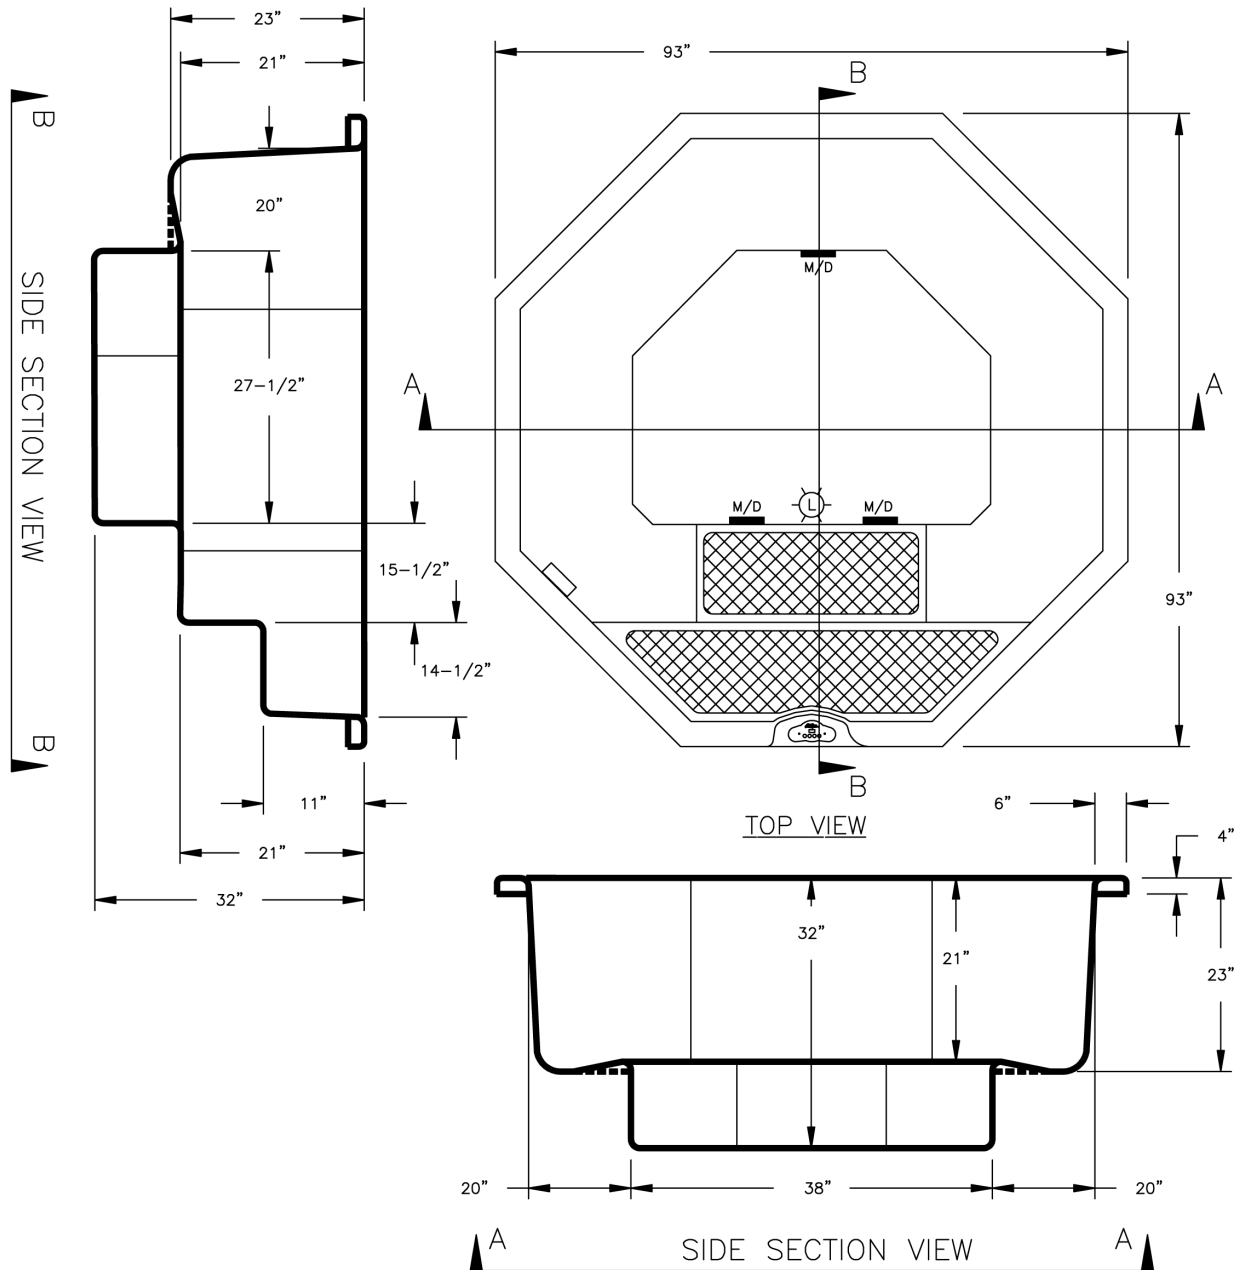 23”
21”
20”
27-1/2”
15-1/2”
14-1/2”
11”
21”
32”
B
SIDE SECTION VIEW
B
93”
B
A
A
M/D
M/D
L
M/D
93”
B
TOP VIEW
6”
4”
32”
21”
23”
20”
38”
20”
A
SIDE SECTION VIEW
A